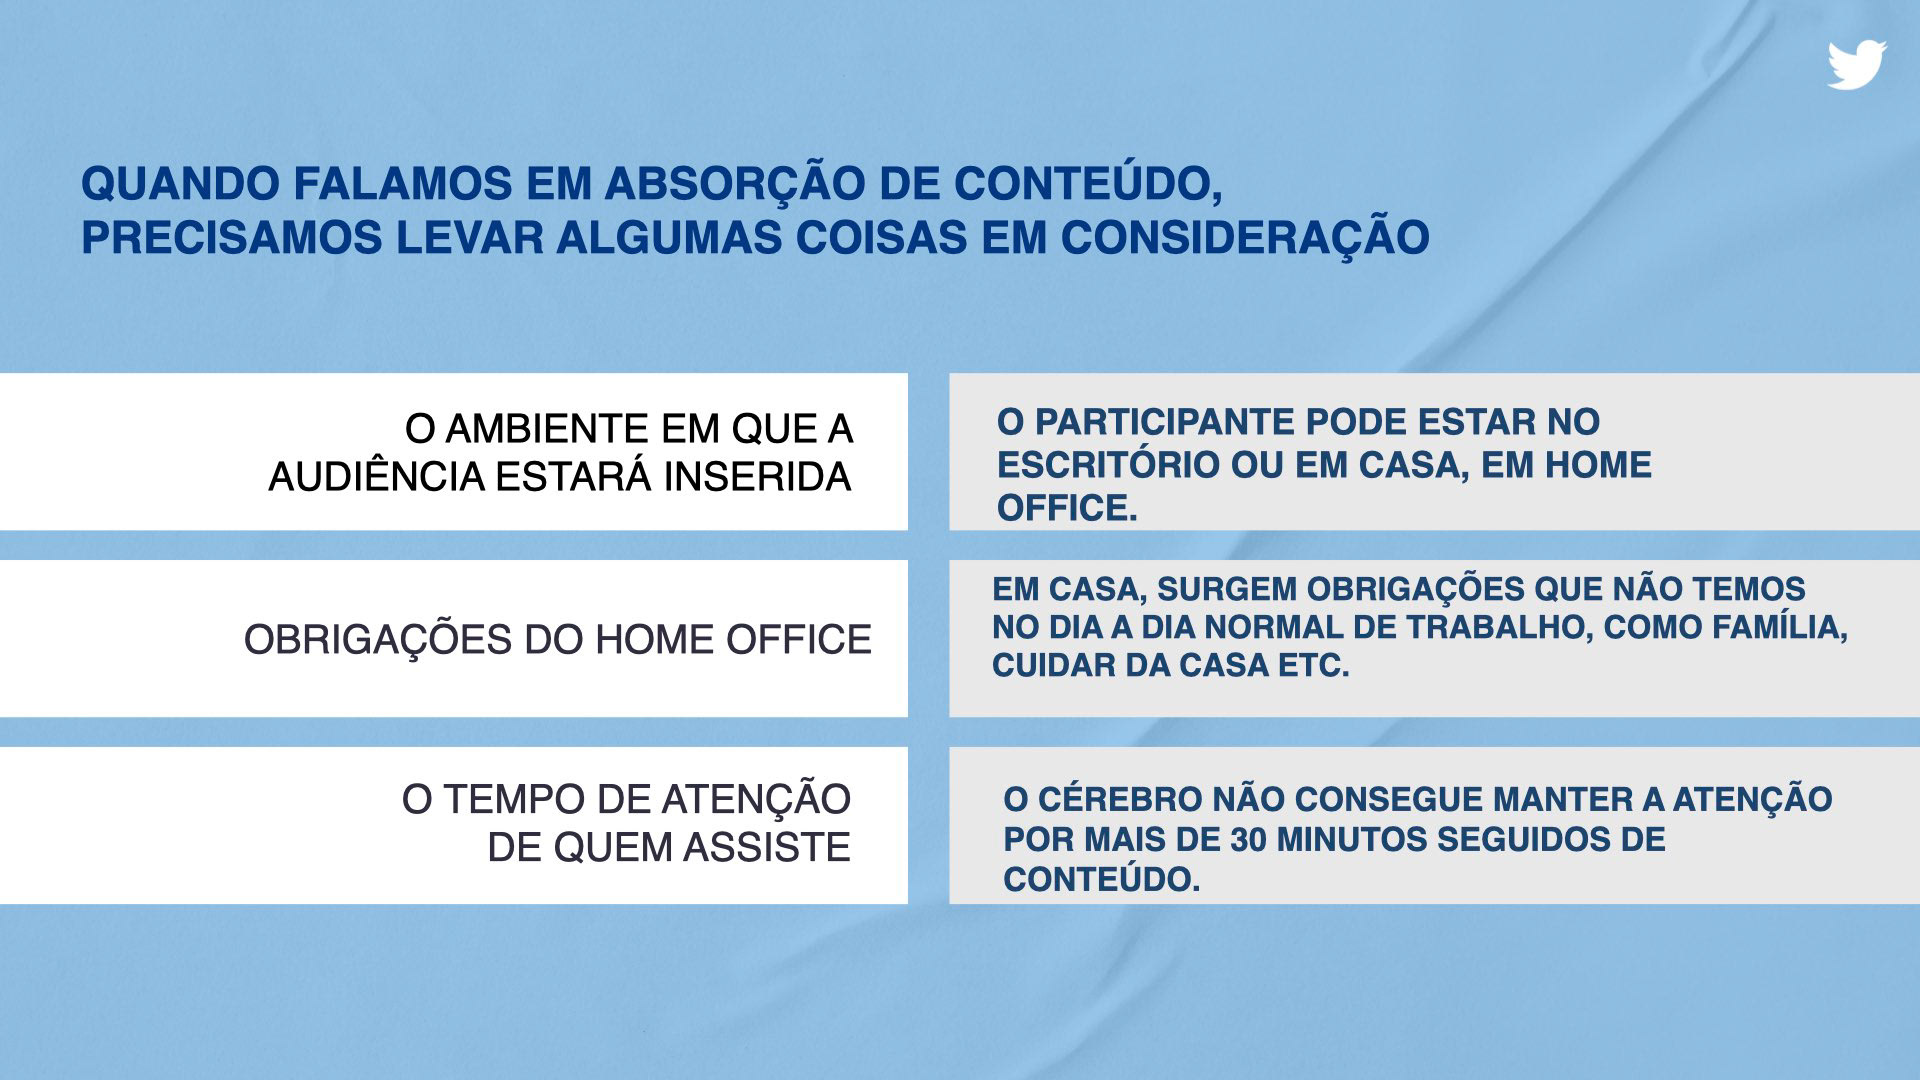 QUANDO FALAMOS EM ABSORÇÃO DE CONTEÚDO,
PRECISAMOS LEVAR ALGUMAS COISAS EM CONSIDERAÇÃO
O AMBIENTE EM QUE A
AUDIÊNCIA ESTARÁ INSERIDA
O PARTICIPANTE PODE ESTAR NO
ESCRITÓRIO OU EM CASA, EM HOME
OFFICE.
OBRIGAÇÕES DO HOME OFFICE
EM CASA, SURGEM OBRIGAÇÕES QUE NÃO TEMOS
NO DIA A DIA NORMAL DE TRABALHO, COMO FAMÍLIA,
CUIDAR DA CASA ETC.
O TEMPO DE ATENÇÃO
DE QUEM ASSISTE
O CÉREBRO NÃO CONSEGUE MANTER A ATENÇÃO
POR MAIS DE 30 MINUTOS SEGUIDOS DE
CONTEÚDO.